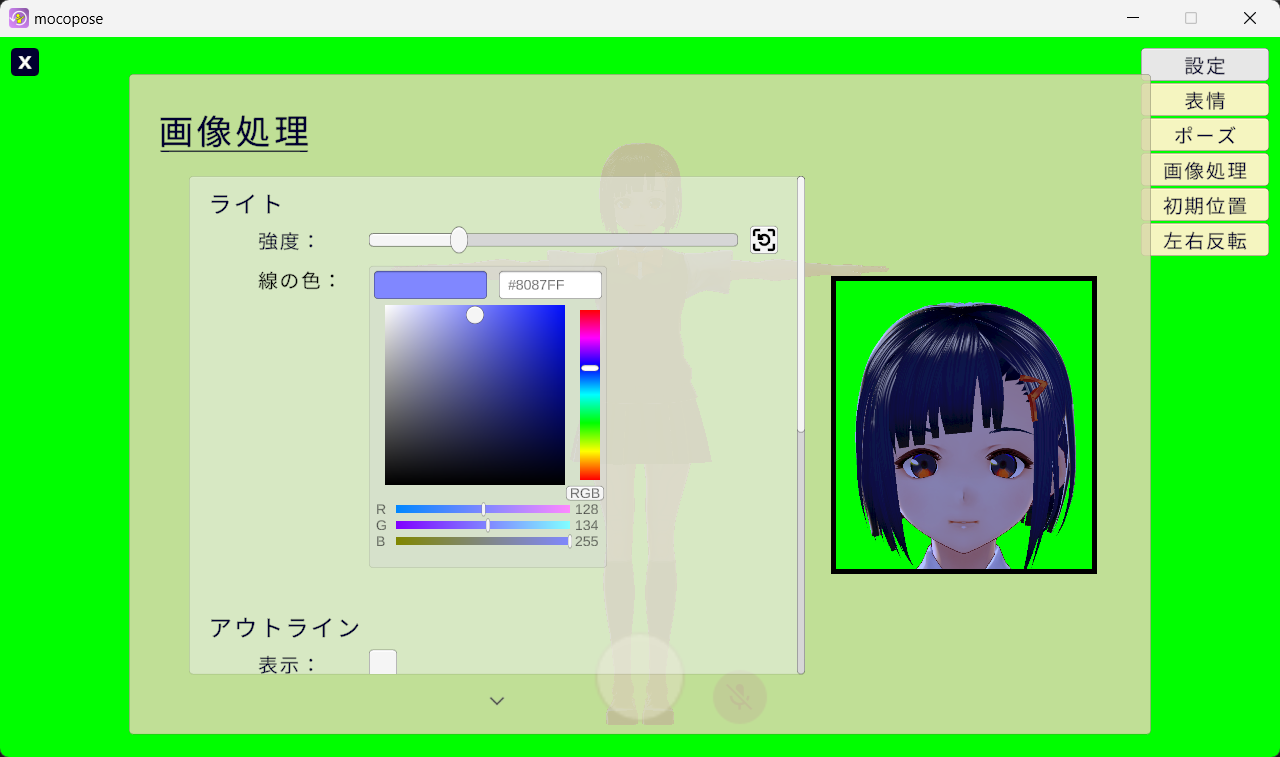 mocopose
X
設定
表情
ポーズ
画像処理
初期位置
左右反転
画像処理
ライト
強度：
線の色：
#8087FF
RGB
R 128
G 134
B 255
アウトライン
表示：